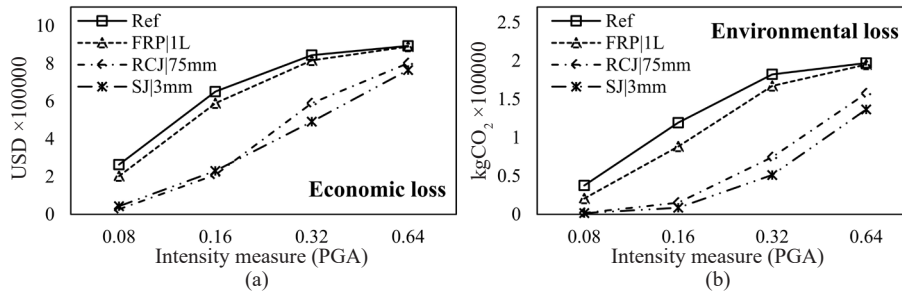 Ref
FRP|1L
RCJ|75mm
SJ|3mm
10
8
6
4
2
0
USD ×100000
Economic loss
0.08 0.16 0.32 0.64
Intensity measure (PGA)
(a)
Environmental loss
Ref
FRP|1L
RCJ|75mm
SJ|3mm
2.5
2
1.5
1
0.5
0
kgCO₂ ×100000
0.08 0.16 0.32 0.64
Intensity measure (PGA)
(b)